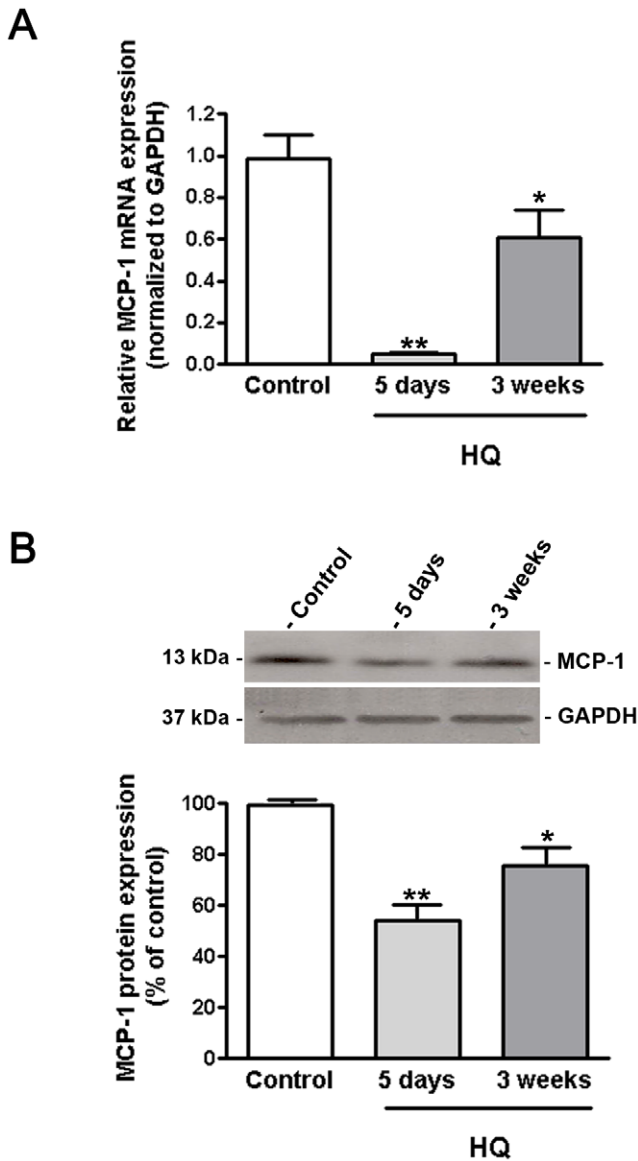 A
Relative MCP-1 mRNA expression
(normalized to GAPDH)
1.2
1.0
0.8
0.6
0.4
0.2
0.0
**
*
Control 5 days 3 weeks
HQ
B
- Control
- 5 days
- 3 weeks
13 kDa - - MCP-1
37 kDa - - GAPDH
MCP-1 protein expression
(% of control)
100
80
60
40
20
0
**
*
Control 5 days 3 weeks
HQ